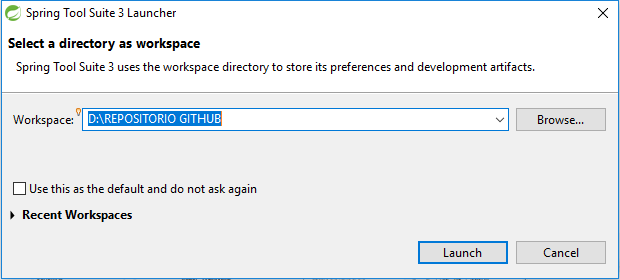 Spring Tool Suite 3 Launcher
Select a directory as workspace
Spring Tool Suite 3 uses the workspace directory to store its preferences and development artifacts.
Workspace: D:\REPOSITORIO GITHUB Browse...
Use this as the default and do not ask again
Recent Workspaces
Launch Cancel